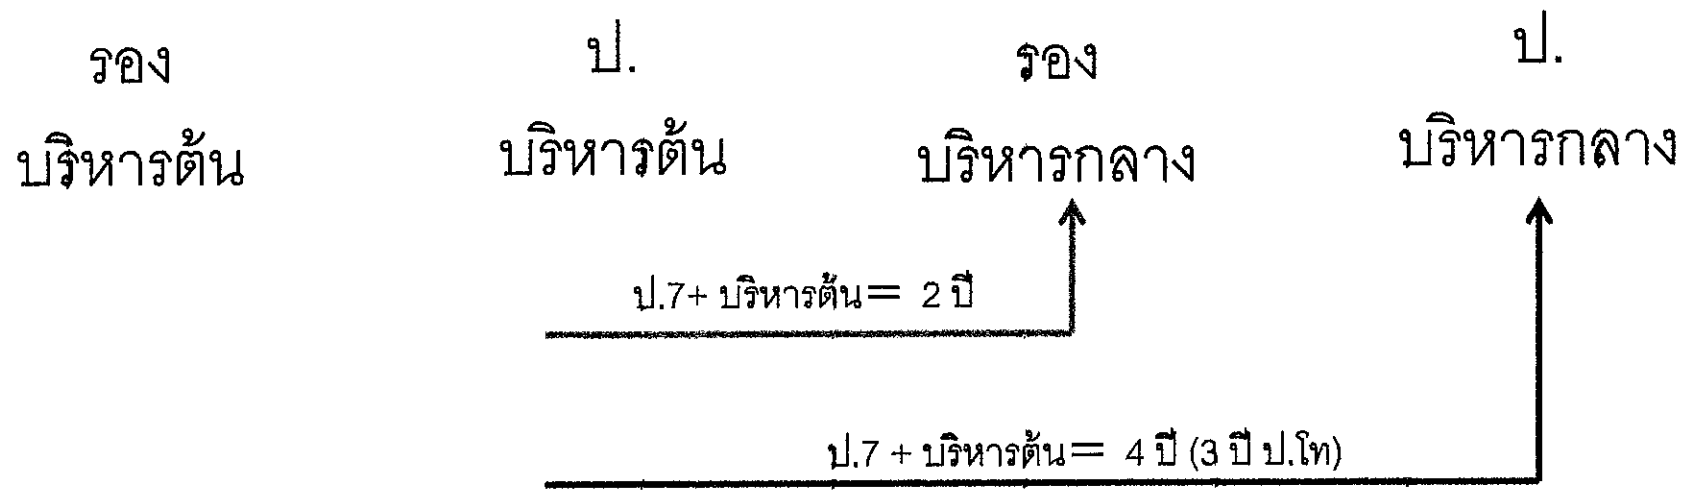 รอง
บริหารต้น
ป.
บริหารต้น
รอง
บริหารกลาง
ป.
บริหารกลาง
ป.7+ บริหารต้น= 2 ปี
ป.7 + บริหารต้น= 4 ปี (3 ปี ป.โท)